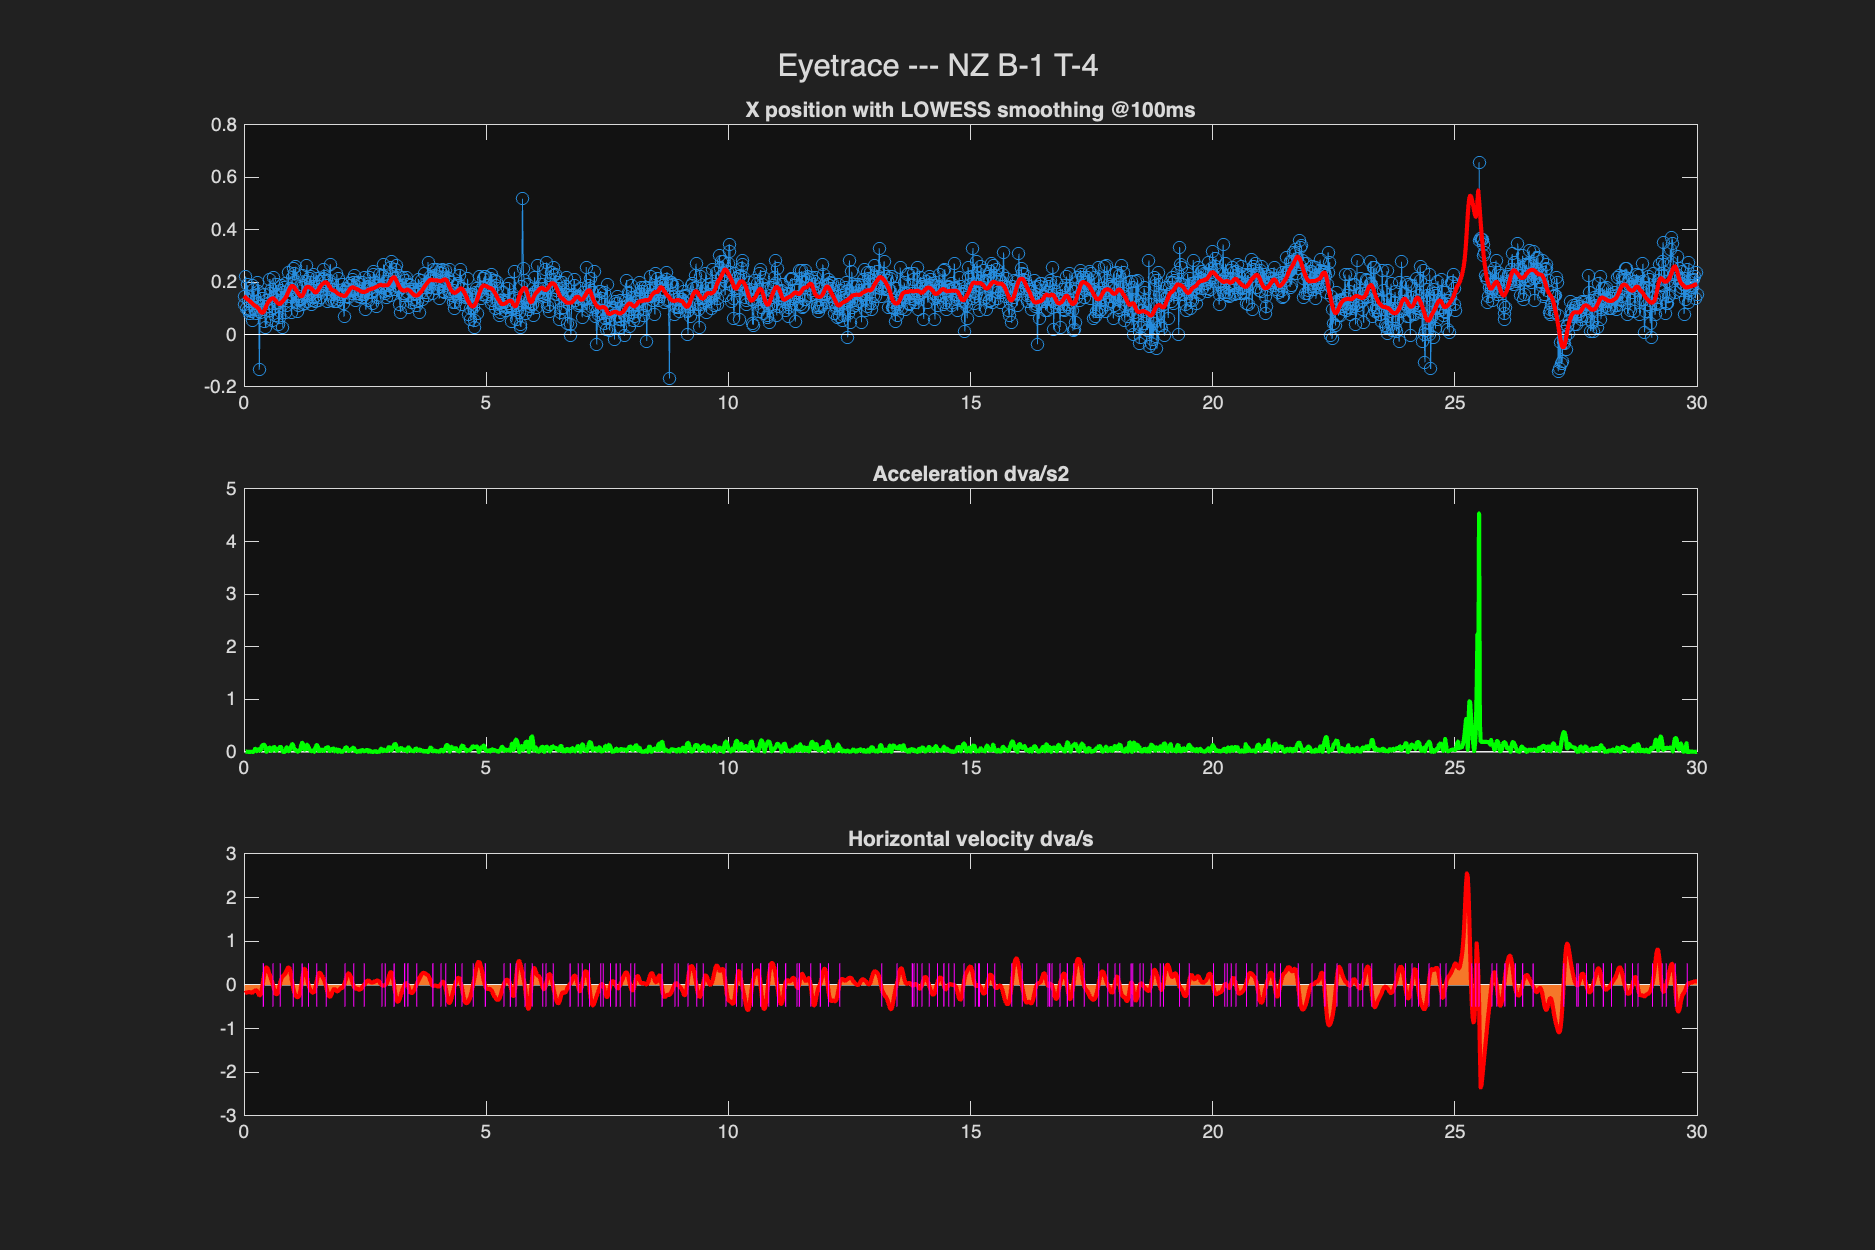 Eyetrace --- NZ B-1 T-4
X position with LOWESS smoothing @100ms
0.8
0.6
0.4
0.2
0
-0.2
0 5 10 15 20 25 30
Acceleration dva/s2
5
4
3
2
1
0
0 5 10 15 20 25 30
Horizontal velocity dva/s
3
2
1
0
-1
-2
-3
0 5 10 15 20 25 30